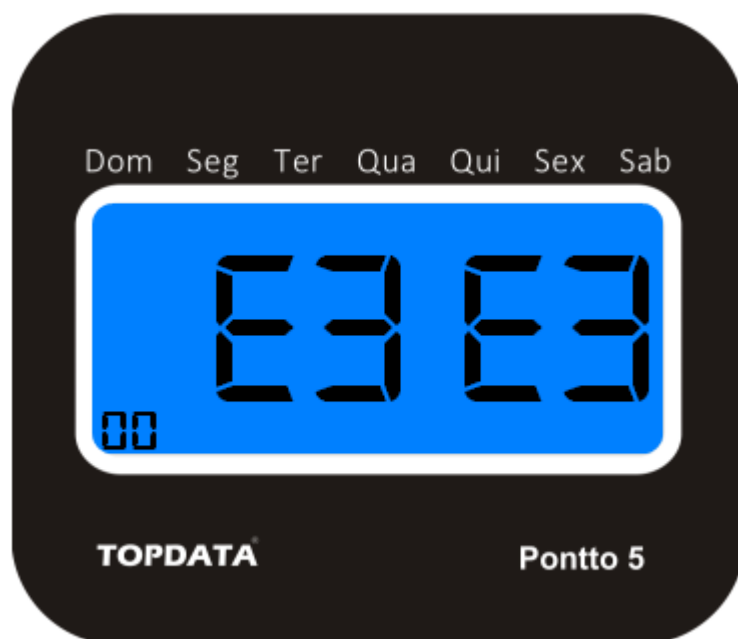 Dom Seg Ter Qua Qui Sex Sab
E3 E3
00
TOPDATA®
Pontto 5